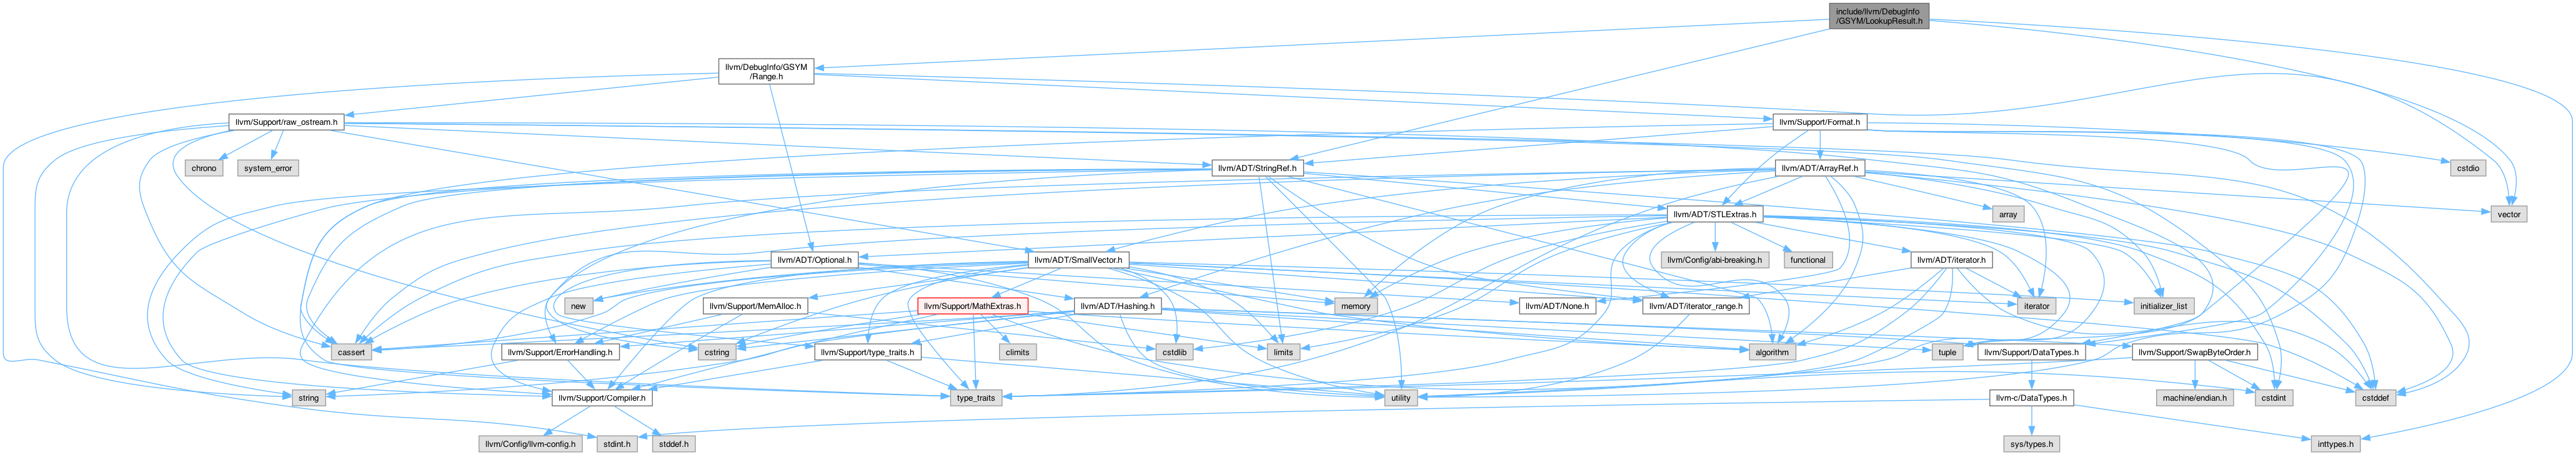 include/llvm/DebugInfo
/GSYM/LookupResult.h
llvm/DebugInfo/GSYM
/Range.h
llvm/Support/raw_ostream.h
llvm/Support/Format.h
chrono
system_error
llvm/ADT/StringRef.h
llvm/ADT/ArrayRef.h
cstdio
llvm/ADT/STLExtras.h
array
vector
llvm/ADT/Optional.h
llvm/ADT/SmallVector.h
llvm/Config/abi-breaking.h
functional
llvm/ADT/iterator.h
new
llvm/Support/MemAlloc.h
llvm/Support/MathExtras.h
llvm/ADT/Hashing.h
memory
llvm/ADT/None.h
llvm/ADT/iterator_range.h
iterator
initializer_list
cassert
llvm/Support/ErrorHandling.h
cstring
llvm/Support/type_traits.h
cstdlib
climits
limits
algorithm
tuple
llvm/Support/DataTypes.h
llvm/Support/SwapByteOrder.h
string
llvm/Support/Compiler.h
type_traits
utility
llvm-c/DataTypes.h
machine/endian.h
cstdint
cstddef
llvm/Config/llvm-config.h
stdint.h
stddef.h
sys/types.h
inttypes.h